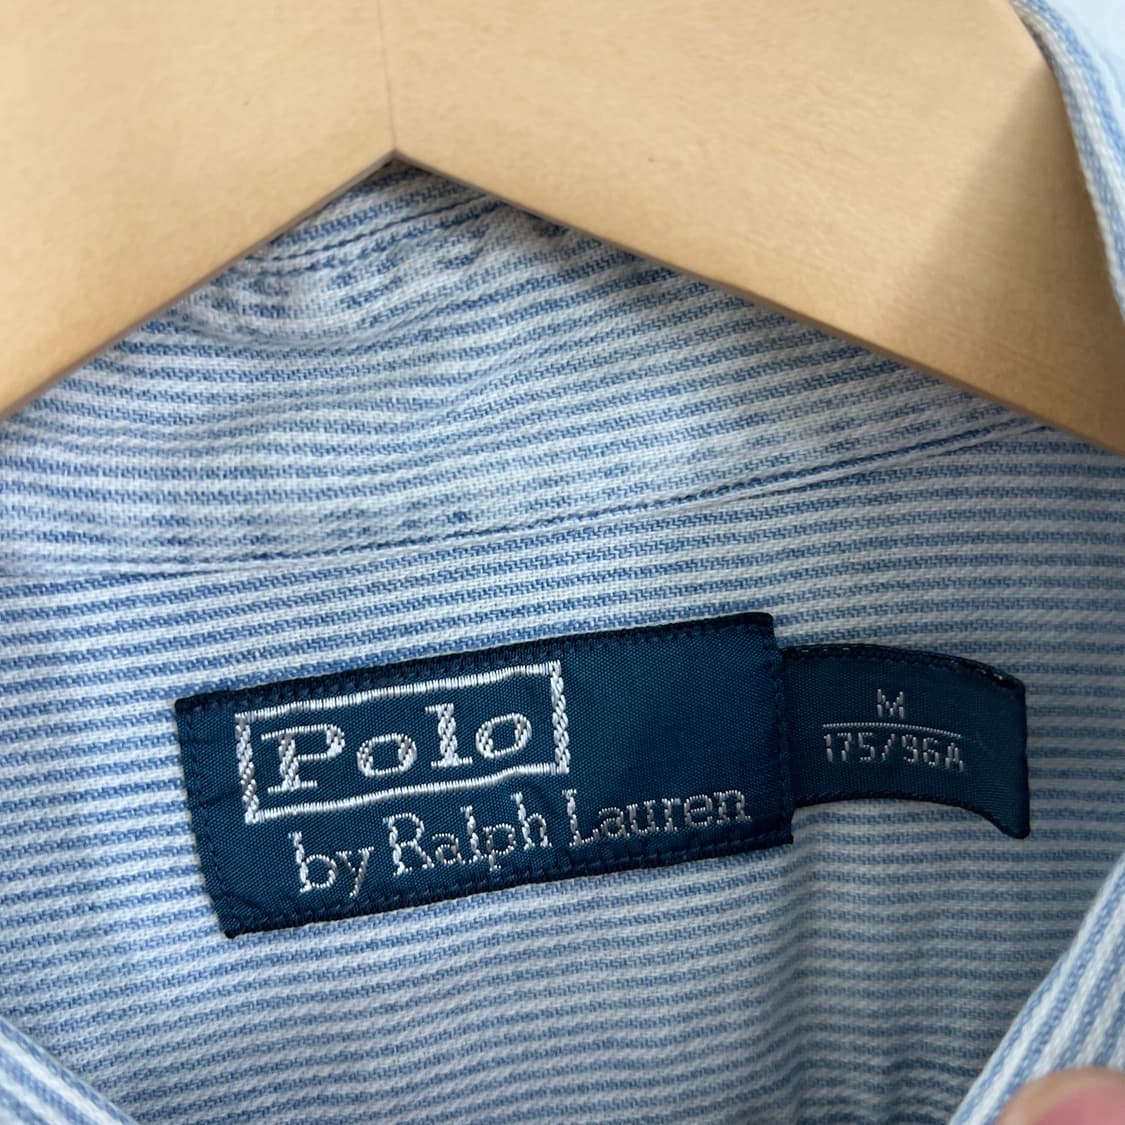 Polo
by Ralph Lauren
M
175/96A